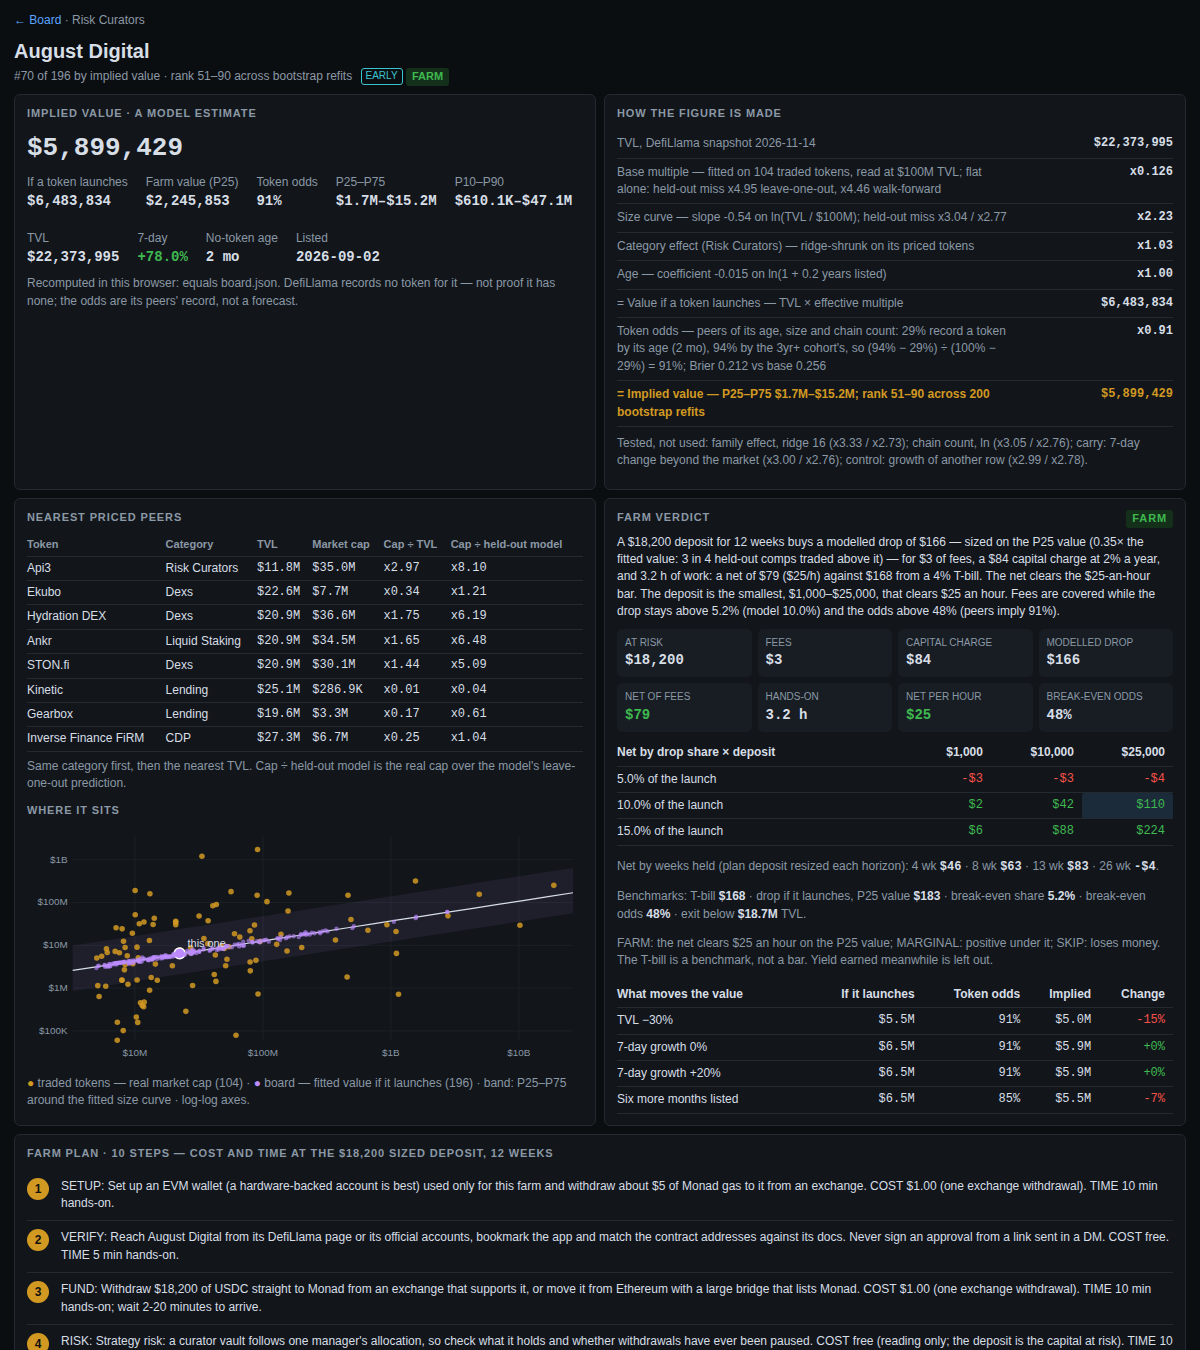 ← Board · Risk Curators
August Digital
#70 of 196 by implied value · rank 51–90 across bootstrap refits EARLY FARM
IMPLIED VALUE · A MODEL ESTIMATE
$5,899,429
If a token launches Farm value (P25) Token odds P25–P75 P10–P90
$6,483,834 $2,245,853 91% $1.7M–$15.2M $610.1K–$47.1M
TVL 7-day No-token age Listed
$22,373,995 +78.0% 2 mo 2026-09-02
Recomputed in this browser: equals board.json. DefiLlama records no token for it — not proof it has
none; the odds are its peers' record, not a forecast.
HOW THE FIGURE IS MADE
TVL, DefiLlama snapshot 2026-11-14 $22,373,995
Base multiple — fitted on 104 traded tokens, read at $100M TVL; flat x0.126
alone: held-out miss x4.95 leave-one-out, x4.46 walk-forward
Size curve — slope -0.54 on ln(TVL / $100M); held-out miss x3.04 / x2.77 x2.23
Category effect (Risk Curators) — ridge-shrunk on its priced tokens x1.03
Age — coefficient -0.015 on ln(1 + 0.2 years listed) x1.00
= Value if a token launches — TVL × effective multiple $6,483,834
Token odds — peers of its age, size and chain count: 29% record a token x0.91
by its age (2 mo), 94% by the 3yr+ cohort's, so (94% − 29%) ÷ (100% −
29%) = 91%; Brier 0.212 vs base 0.256
= Implied value — P25–P75 $1.7M–$15.2M; rank 51–90 across 200 $5,899,429
bootstrap refits
Tested, not used: family effect, ridge 16 (x3.33 / x2.73); chain count, ln (x3.05 / x2.76); carry: 7-day
change beyond the market (x3.00 / x2.76); control: growth of another row (x2.99 / x2.78).
NEAREST PRICED PEERS
Token Category TVL Market cap Cap ÷ TVL Cap ÷ held-out model
Api3 Risk Curators $11.8M $35.0M x2.97 x8.10
Ekubo Dexs $22.6M $7.7M x0.34 x1.21
Hydration DEX Dexs $20.9M $36.6M x1.75 x6.19
Ankr Liquid Staking $20.9M $34.5M x1.65 x6.48
STON.fi Dexs $20.9M $30.1M x1.44 x5.09
Kinetic Lending $25.1M $286.9K x0.01 x0.04
Gearbox Lending $19.6M $3.3M x0.17 x0.61
Inverse Finance FiRM CDP $27.3M $6.7M x0.25 x1.04
Same category first, then the nearest TVL. Cap ÷ held-out model is the real cap over the model's leave-
one-out prediction.
WHERE IT SITS
$1B
$100M
$10M
$1M
$100K
this one
$10M $100M $1B $10B
● traded tokens — real market cap (104) · ● board — fitted value if it launches (196) · band: P25–P75
around the fitted size curve · log-log axes.
FARM VERDICT FARM
A $18,200 deposit for 12 weeks buys a modelled drop of $166 — sized on the P25 value (0.35× the
fitted value: 3 in 4 held-out comps traded above it) — for $3 of fees, a $84 capital charge at 2% a year,
and 3.2 h of work: a net of $79 ($25/h) against $168 from a 4% T-bill. The net clears the $25-an-hour
bar. The deposit is the smallest, $1,000–$25,000, that clears $25 an hour. Fees are covered while the
drop stays above 5.2% (model 10.0%) and the odds above 48% (peers imply 91%).
AT RISK FEES CAPITAL CHARGE MODELLED DROP
$18,200 $3 $84 $166
NET OF FEES HANDS-ON NET PER HOUR BREAK-EVEN ODDS
$79 3.2 h $25 48%
Net by drop share × deposit $1,000 $10,000 $25,000
5.0% of the launch -$3 -$3 -$4
10.0% of the launch $2 $42 $110
15.0% of the launch $6 $88 $224
Net by weeks held (plan deposit resized each horizon): 4 wk $46 · 8 wk $63 · 13 wk $83 · 26 wk -$4.
Benchmarks: T-bill $168 · drop if it launches, P25 value $183 · break-even share 5.2% · break-even
odds 48% · exit below $18.7M TVL.
FARM: the net clears $25 an hour on the P25 value; MARGINAL: positive under it; SKIP: loses money.
The T-bill is a benchmark, not a bar. Yield earned meanwhile is left out.
What moves the value If it launches Token odds Implied Change
TVL −30% $5.5M 91% $5.0M -15%
7-day growth 0% $6.5M 91% $5.9M +0%
7-day growth +20% $6.5M 91% $5.9M +0%
Six more months listed $6.5M 85% $5.5M -7%
FARM PLAN · 10 STEPS — COST AND TIME AT THE $18,200 SIZED DEPOSIT, 12 WEEKS
1 SETUP: Set up an EVM wallet (a hardware-backed account is best) used only for this farm and withdraw about $5 of Monad gas to it from an exchange. COST $1.00 (one exchange withdrawal). TIME 10 min
hands-on.
2 VERIFY: Reach August Digital from its DefiLlama page or its official accounts, bookmark the app and match the contract addresses against its docs. Never sign an approval from a link sent in a DM. COST free.
TIME 5 min hands-on.
3 FUND: Withdraw $18,200 of USDC straight to Monad from an exchange that supports it, or move it from Ethereum with a large bridge that lists Monad. COST $1.00 (one exchange withdrawal). TIME 10 min
hands-on; wait 2-20 minutes to arrive.
4 RISK: Strategy risk: a curator vault follows one manager's allocation, so check what it holds and whether withdrawals have ever been paused. COST free (reading only; the deposit is the capital at risk). TIME 10